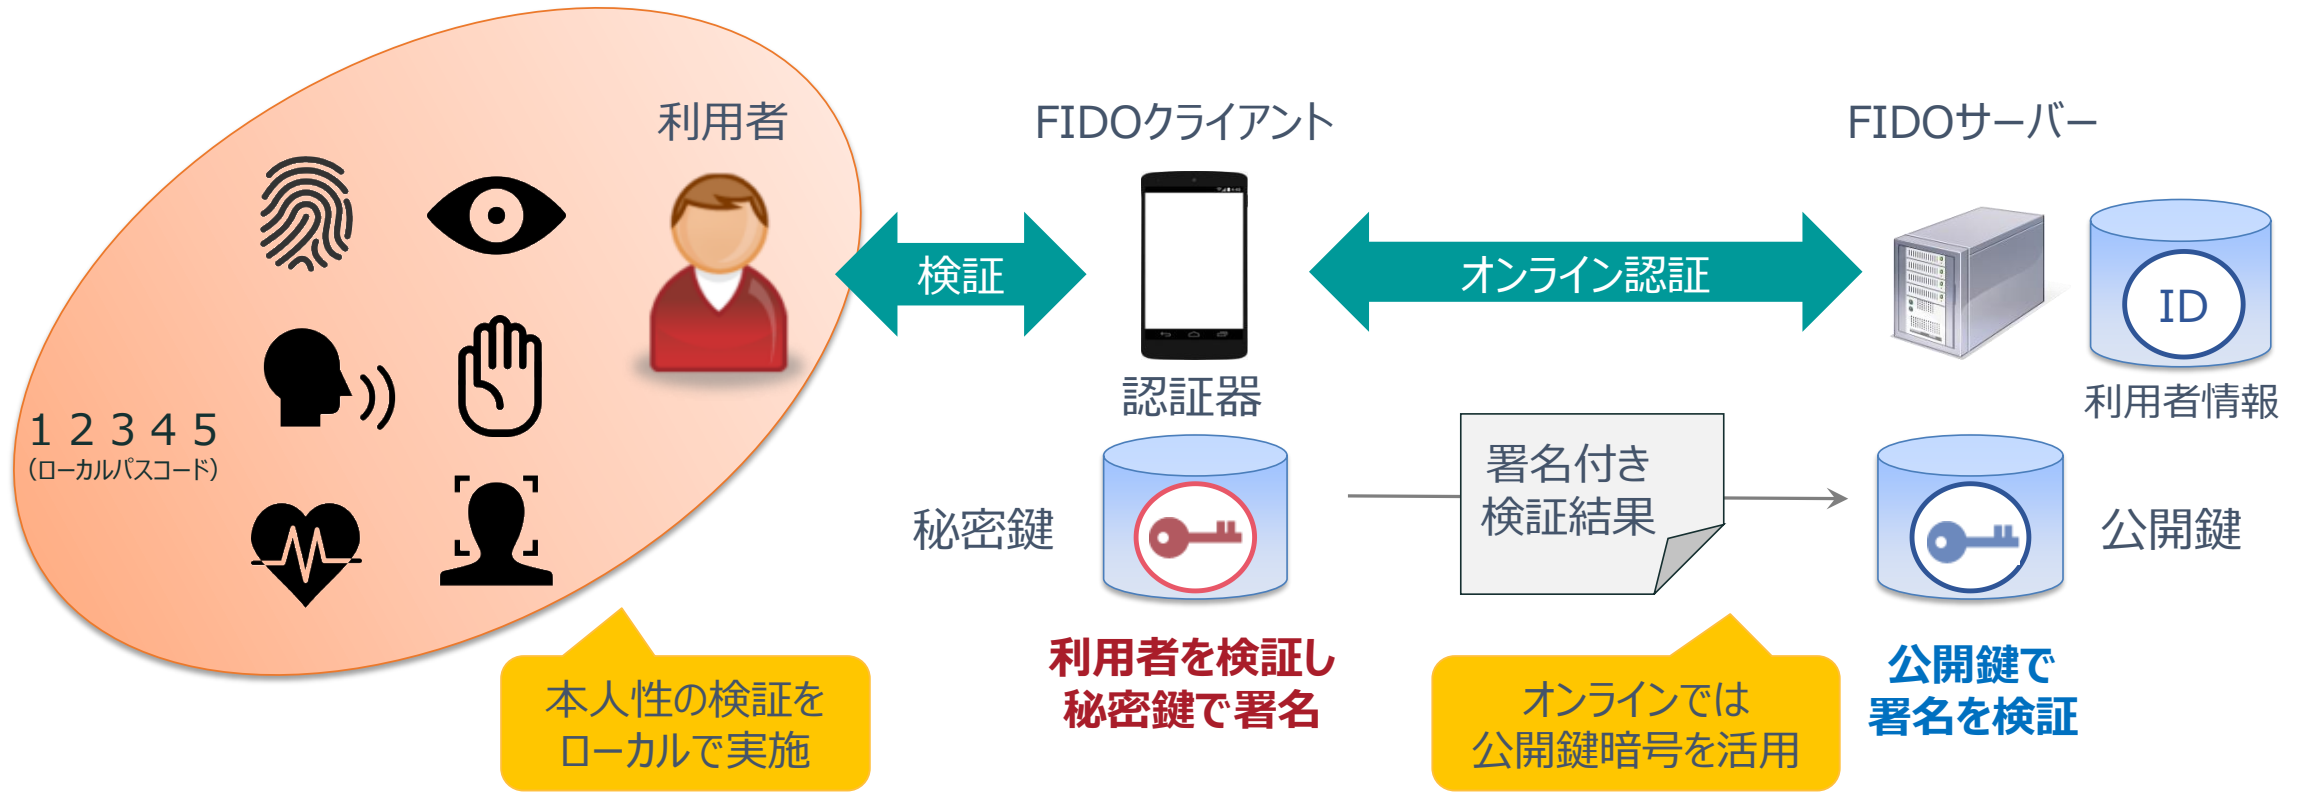 利用者
FIDOクライアント
FIDOサーバー
検証
オンライン認証
ID
認証器
利用者情報
1 2 3 4 5
（ローカルパスコード）
秘密鍵
署名付き
検証結果
公開鍵
本人性の検証を
ローカルで実施
利用者を検証し
秘密鍵で署名
オンラインでは
公開鍵暗号を活用
公開鍵で
署名を検証